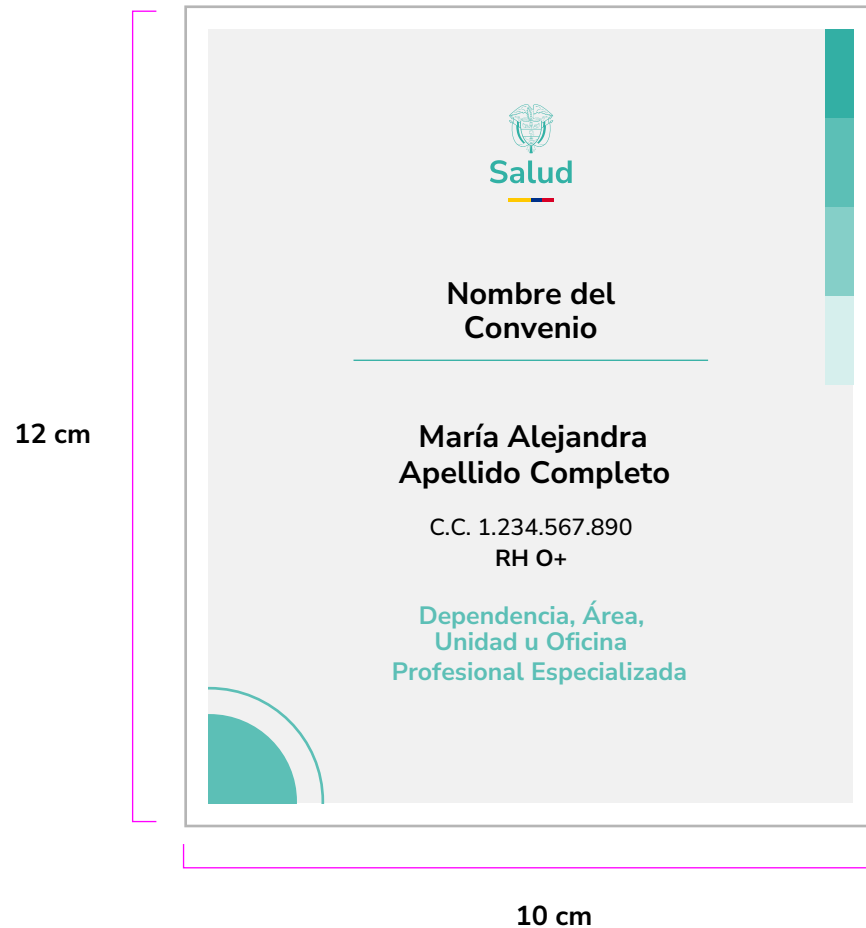 Salud
Nombre del
Convenio
12 cm
María Alejandra
Apellido Completo
C.C. 1.234.567.890
RH O+
Dependencia, Área,
Unidad u Oficina
Profesional Especializada
10 cm